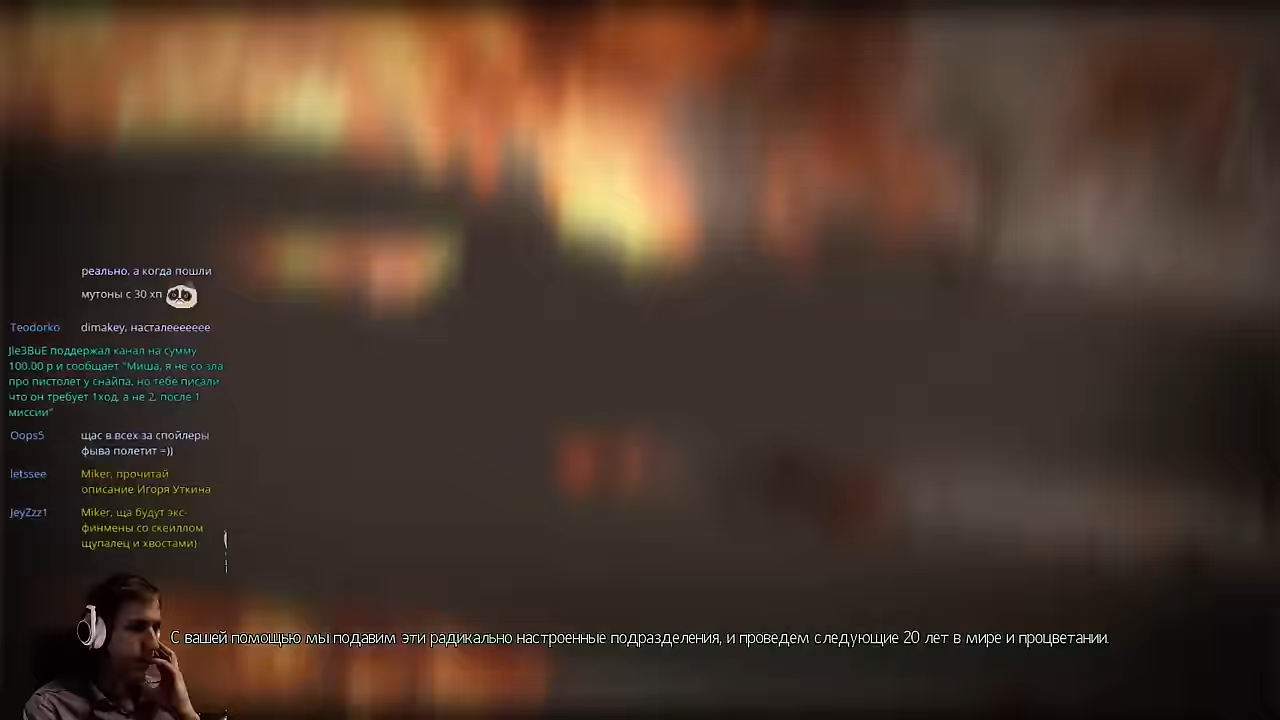 реально, а когда пошли
мутоны с 30 хп
Teodorko dimakey, насталеееееее
Jle3BuE поддержал канал на сумму
100.00 р и сообщает "Миша, я не со зла
про пистолет у снайпа, но тебе писали
что он требует 1ход, а не 2, после 1
миссии"
Oops5 щас в всех за спойлеры
фыва полетит =))
letssee Miker, прочитай
описание Игоря Уткина
JeyZzz1 Miker, ща будут экс-
финмены со скеиллом
щупалец и хвостами)
С вашей помощью мы подавим эти радикально настроенные подразделения, и проведем следующие 20 лет в мире и процветании.